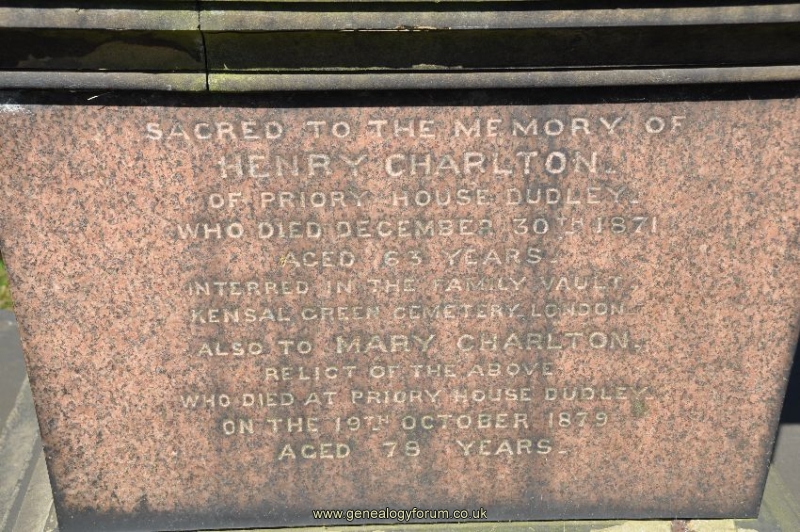 SACRED TO THE MEMORY OF
HENRY CHARLTON.
OF PRIORY HOUSE DUDLEY.
WHO DIED DECEMBER 30TH 1871
AGED 63 YEARS.
INTERRED IN THE FAMILY VAULT.
KENSAL GREEN CEMETERY, LONDON.
ALSO TO MARY CHARLTON.
RELICT OF THE ABOVE.
WHO DIED AT PRIORY HOUSE DUDLEY.
ON THE 19TH OCTOBER 1879
AGED 78 YEARS.
www.genealogyforum.co.uk